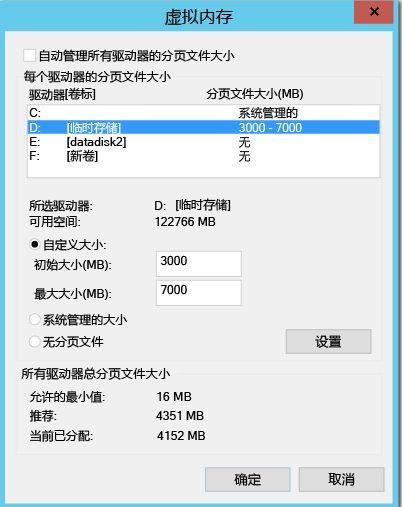 虚拟内存
自动管理所有驱动器的分页文件大小
每个驱动器的分页文件大小
驱动器[卷标] 分页文件大小(MB)
C: 系统管理的
D: [临时存储] 3000 - 7000
E: [datadisk2] 无
F: [新卷] 无
所选驱动器: D: [临时存储]
可用空间: 122766 MB
自定义大小:
初始大小(MB): 3000
最大大小(MB): 7000
系统管理的大小
无分页文件 设置
所有驱动器总分页文件大小
允许的最小值: 16 MB
推荐: 4351 MB
当前已分配: 4152 MB
确定 取消